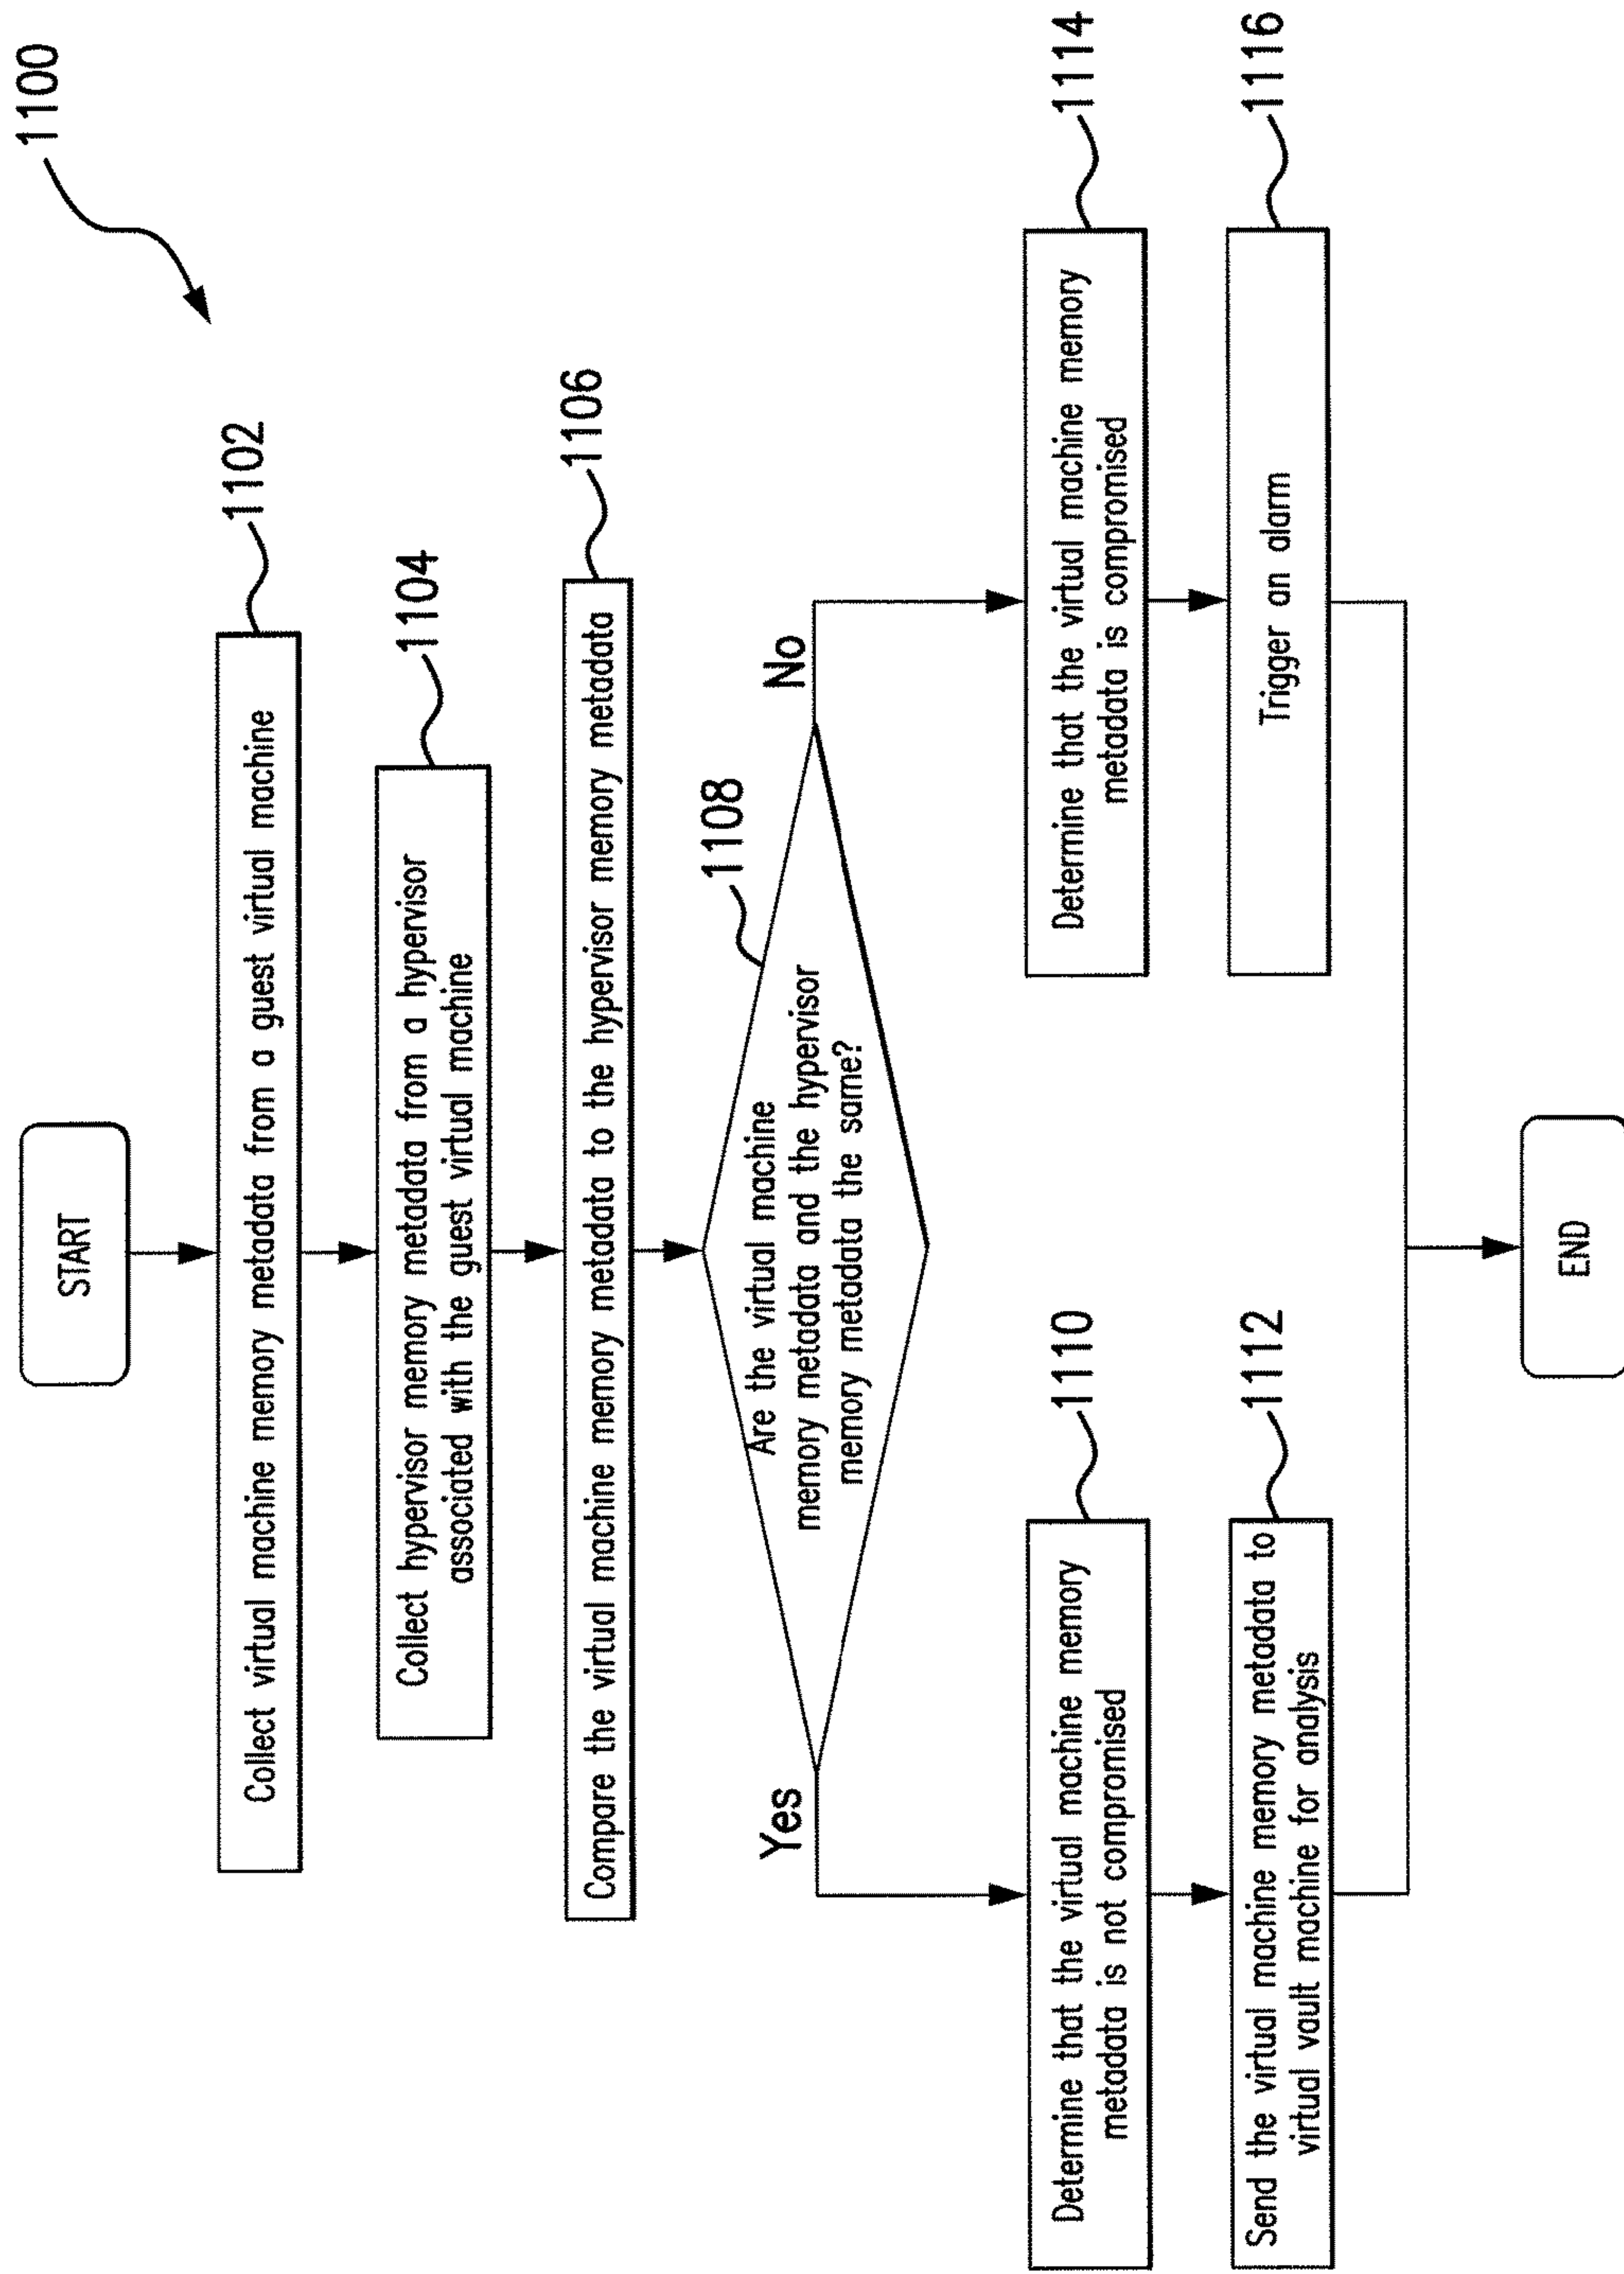 1100
START
Collect virtual machine memory metadata from a guest virtual machine
1102
Collect hypervisor memory metadata from a hypervisor
associated with the guest virtual machine
1104
Compare the virtual machine memory metadata to the hypervisor memory metadata
1106
Are the virtual machine
memory metadata and the hypervisor
memory metadata the same?
1108
Yes
No
Determine that the virtual machine memory
metadata is not compromised
1110
Send the virtual machine memory metadata to
virtual vault machine for analysis
1112
Determine that the virtual machine memory
metadata is compromised
1114
Trigger an alarm
1116
END